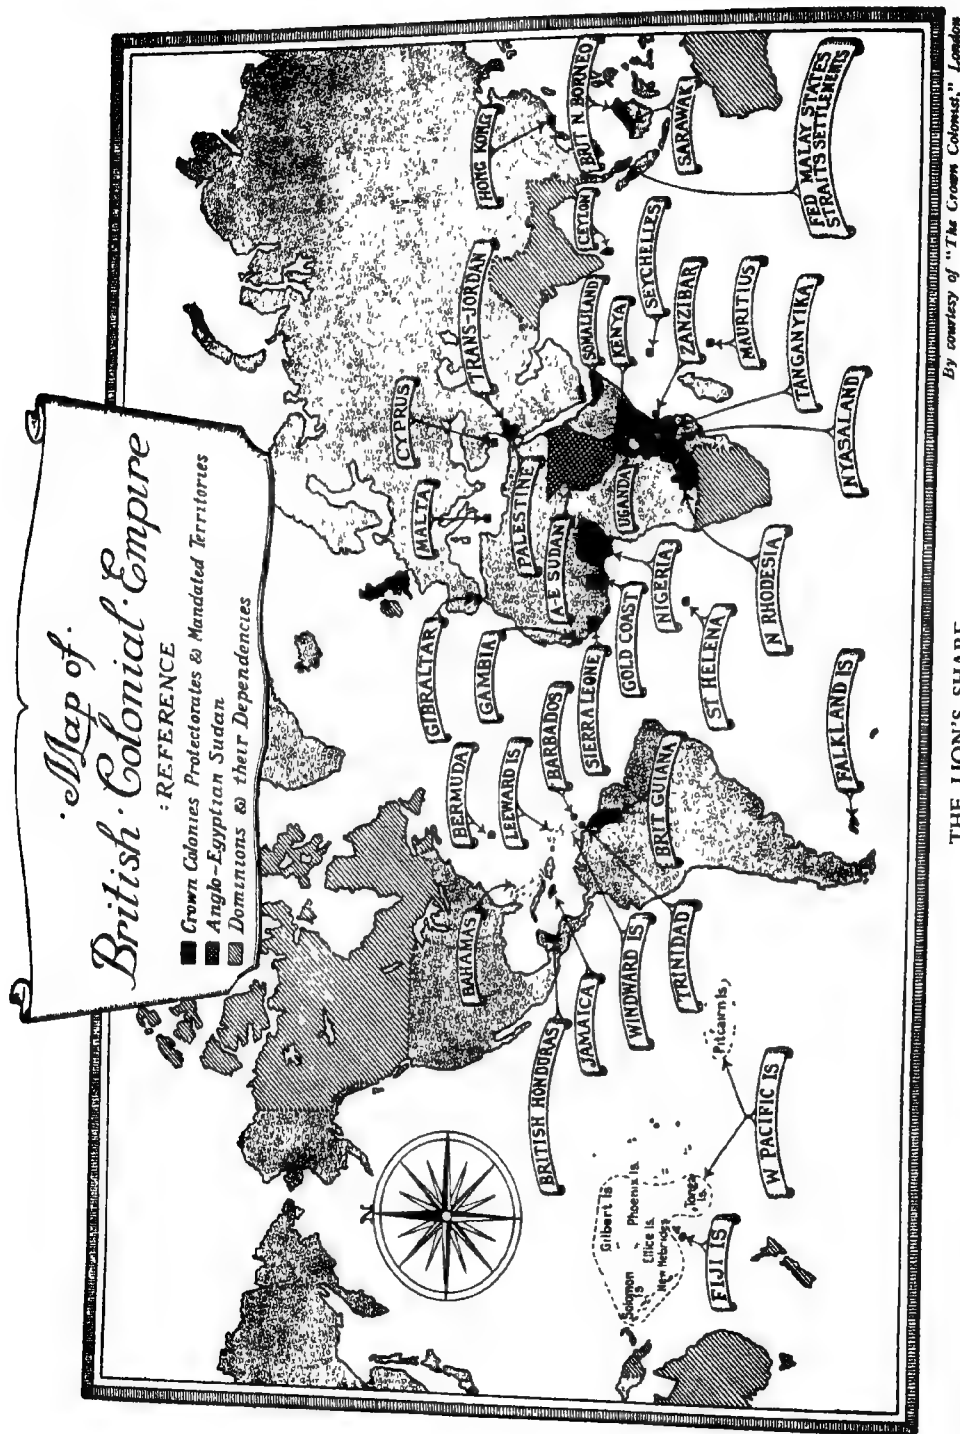 Map of
British Colonial Empire
: REFERENCE
Crown Colonies Protectorates & Mandated Territories
Anglo-Egyptian Sudan
Dominions & their Dependencies
N
GIBRALTAR
MALTA
CYPRUS
TRANS-JORDAN
HONG KONG
BERMUDA
GAMBIA
PALESTINE
BAHAMAS
LEEWARD IS
BARBADOS
SIERRA LEONE
A-E SUDAN
SOMALILAND
CEYLON
BRIT N BORNEO
BRITISH HONDURAS
JAMAICA
GOLD COAST
UGANDA
KENYA
NIGERIA
SEYCHELLES
SARAWAK
WINDWARD IS
BRIT GUIANA
ZANZIBAR
TRINIDAD
ST HELENA
MAURITIUS
Gilbert Is
Phoenix Is.
Solomon
Is
Ellice Is.
New Hebrides
Tonga
Is.
Pitcairn Is,
FIJI IS
W PACIFIC IS
N RHODESIA
TANGANYIKA
FALKLAND IS
NYASALAND
FED MALAY STATES
STRAITS SETTLEMENTS
By courtesy of "The Crown Colonist," London
THE LION'S SHARE